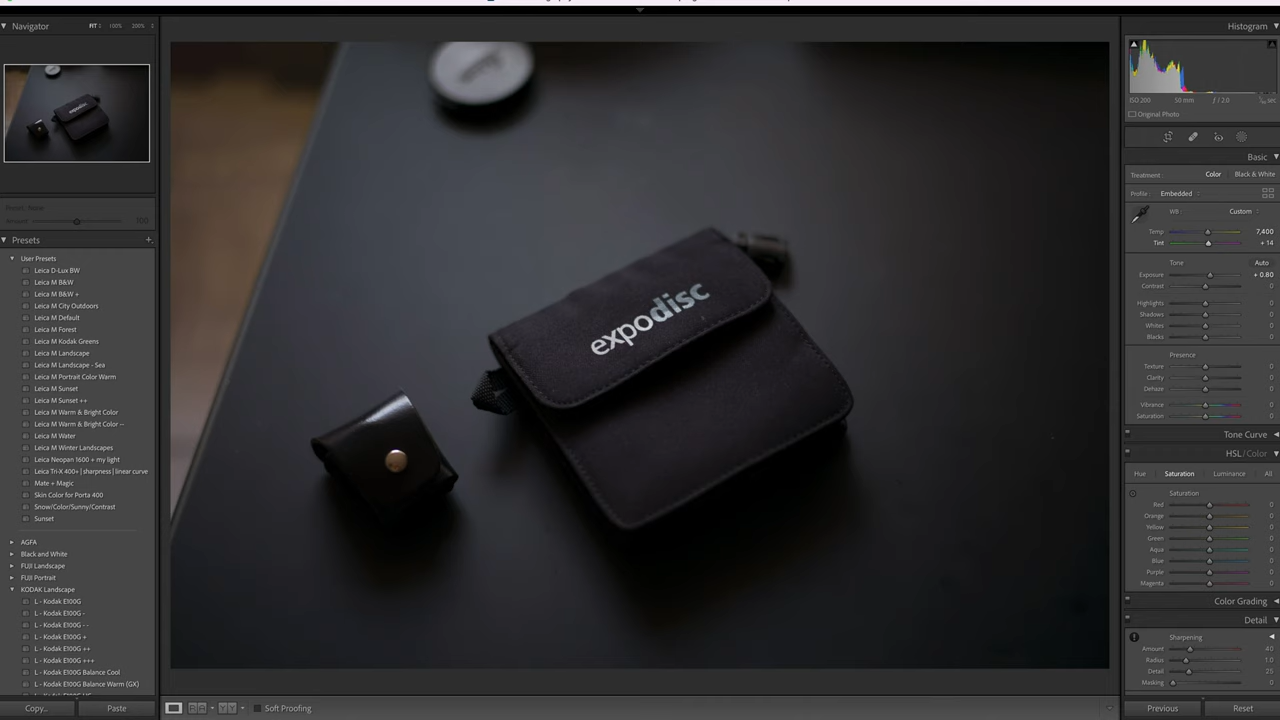 Navigator
FIT
100%
200%
Preset: None
Amount
100
Presets
User Presets
Leica D-Lux BW
Leica M B&W
Leica M B&W +
Leica M City Outdoors
Leica M Default
Leica M Forest
Leica M Kodak Greens
Leica M Landscape
Leica M Landscape - Sea
Leica M Portrait Color Warm
Leica M Sunset
Leica M Sunset ++
Leica M Warm & Bright Color
Leica M Warm & Bright Color --
Leica M Water
Leica M Winter Landscapes
Leica Neopan 1600 + my light
Leica Tri-X 400+ | sharpness | linear curve
Mate + Magic
Skin Color for Porta 400
Snow/Color/Sunny/Contrast
Sunset
AGFA
Black and White
FUJI Landscape
FUJI Portrait
KODAK Landscape
L - Kodak E100G
L - Kodak E100G -
L - Kodak E100G - -
L - Kodak E100G +
L - Kodak E100G ++
L - Kodak E100G +++
L - Kodak E100G Balance Cool
L - Kodak E100G Balance Warm (GX)
Copy...
Paste
expodisc
Soft Proofing
Histogram
ISO 200
50 mm
ƒ / 2.0
sec
Original Photo
Basic
Treatment:
Color
Black & White
Profile:
Embedded
WB:
Custom
Temp
7,400
Tint
+ 14
Tone
Auto
Exposure
+ 0.80
Contrast
0
Highlights
0
Shadows
0
Whites
0
Blacks
0
Presence
Texture
0
Clarity
0
Dehaze
0
Vibrance
0
Saturation
0
Tone Curve
HSL / Color
Hue
Saturation
Luminance
All
Saturation
Red
0
Orange
0
Yellow
0
Green
0
Aqua
0
Blue
0
Purple
0
Magenta
0
Color Grading
Detail
Sharpening
Amount
40
Radius
1.0
Detail
25
Masking
0
Previous
Reset